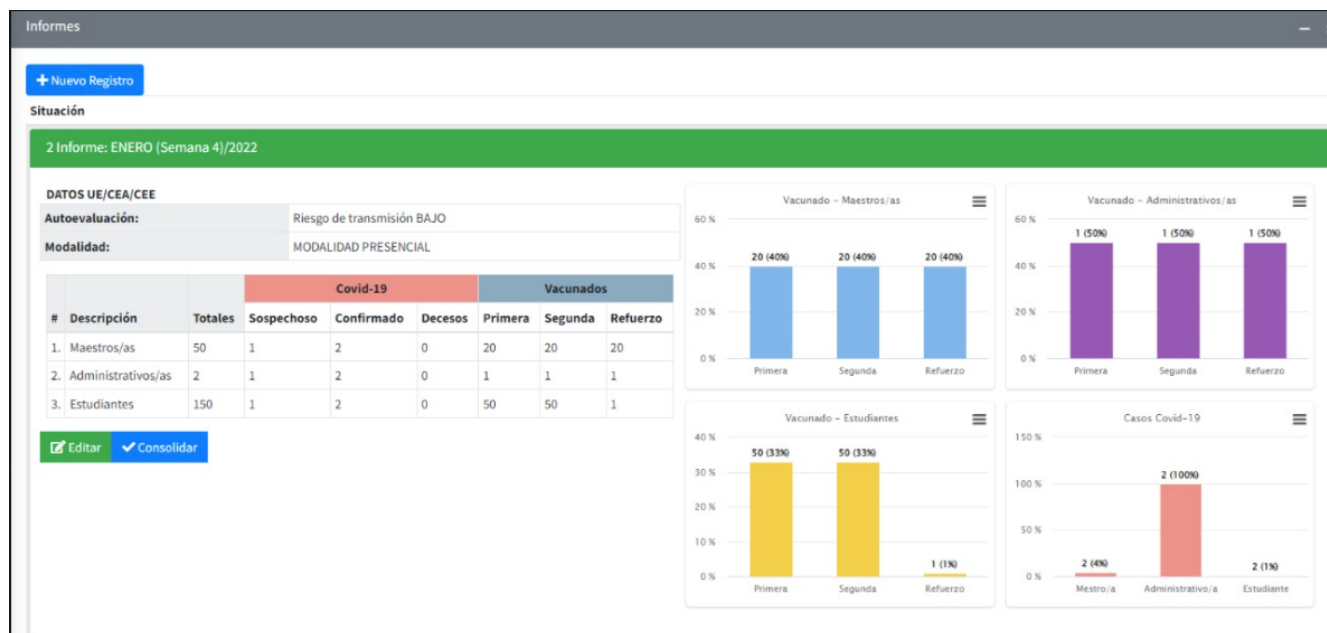 Informes
Nuevo Registro
Situación
2 Informe: ENERO (Semana 4)/2022
DATOS UE/CEA/CEE
Autoevaluación: Riesgo de transmisión BAJO
Modalidad: MODALIDAD PRESENCIAL
Covid-19 Vacunados
# Descripción Totales Sospechoso Confirmado Decesos Primera Segunda Refuerzo
1. Maestros/as 50 1 2 0 20 20 20
2. Administrativos/as 2 1 2 0 1 1 1
3. Estudiantes 150 1 2 0 50 50 1
Editar Consolidar
Vacunado - Maestros/as
60 %
40 %
20 %
0 %
20 (40%) 20 (40%) 20 (40%)
Primera Segunda Refuerzo
Vacunado - Administrativos/as
60 %
40 %
20 %
0 %
1 (50%) 1 (50%) 1 (50%)
Primera Segunda Refuerzo
Vacunado - Estudiantes
40 %
30 %
20 %
10 %
0 %
50 (33%) 50 (33%) 1 (1%)
Primera Segunda Refuerzo
Casos Covid-19
150 %
100 %
50 %
0 %
2 (4%) 2 (100%) 2 (1%)
Mestro/a Administrativo/a Estudiante